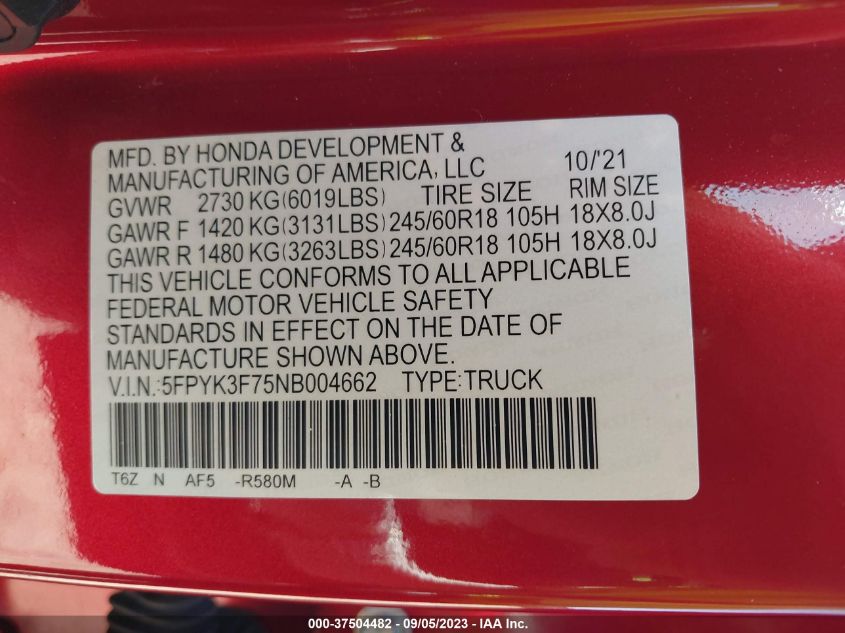 MFD. BY HONDA DEVELOPMENT &
MANUFACTURING OF AMERICA, LLC 10/'21
GVWR 2730 KG(6019LBS) TIRE SIZE RIM SIZE
GAWR F 1420 KG(3131LBS) 245/60R18 105H 18X8.0J
GAWR R 1480 KG(3263LBS) 245/60R18 105H 18X8.0J
THIS VEHICLE CONFORMS TO ALL APPLICABLE
FEDERAL MOTOR VEHICLE SAFETY
STANDARDS IN EFFECT ON THE DATE OF
MANUFACTURE SHOWN ABOVE.
V.I.N.:5FPYK3F75NB004662 TYPE:TRUCK
T6Z N AF5 -R580M -A -B
000-37504482 - 09/05/2023 - IAA Inc.